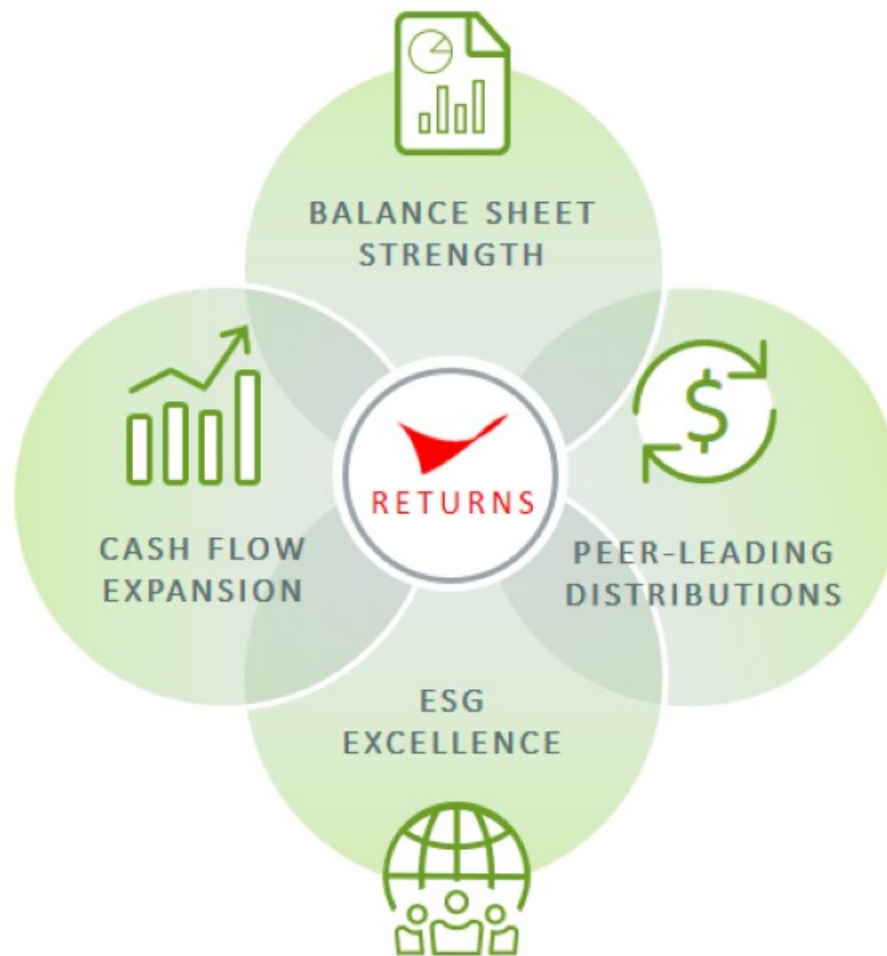 BALANCE SHEET
STRENGTH
CASH FLOW
EXPANSION
$
RETURNS
PEER-LEADING
DISTRIBUTIONS
ESG
EXCELLENCE